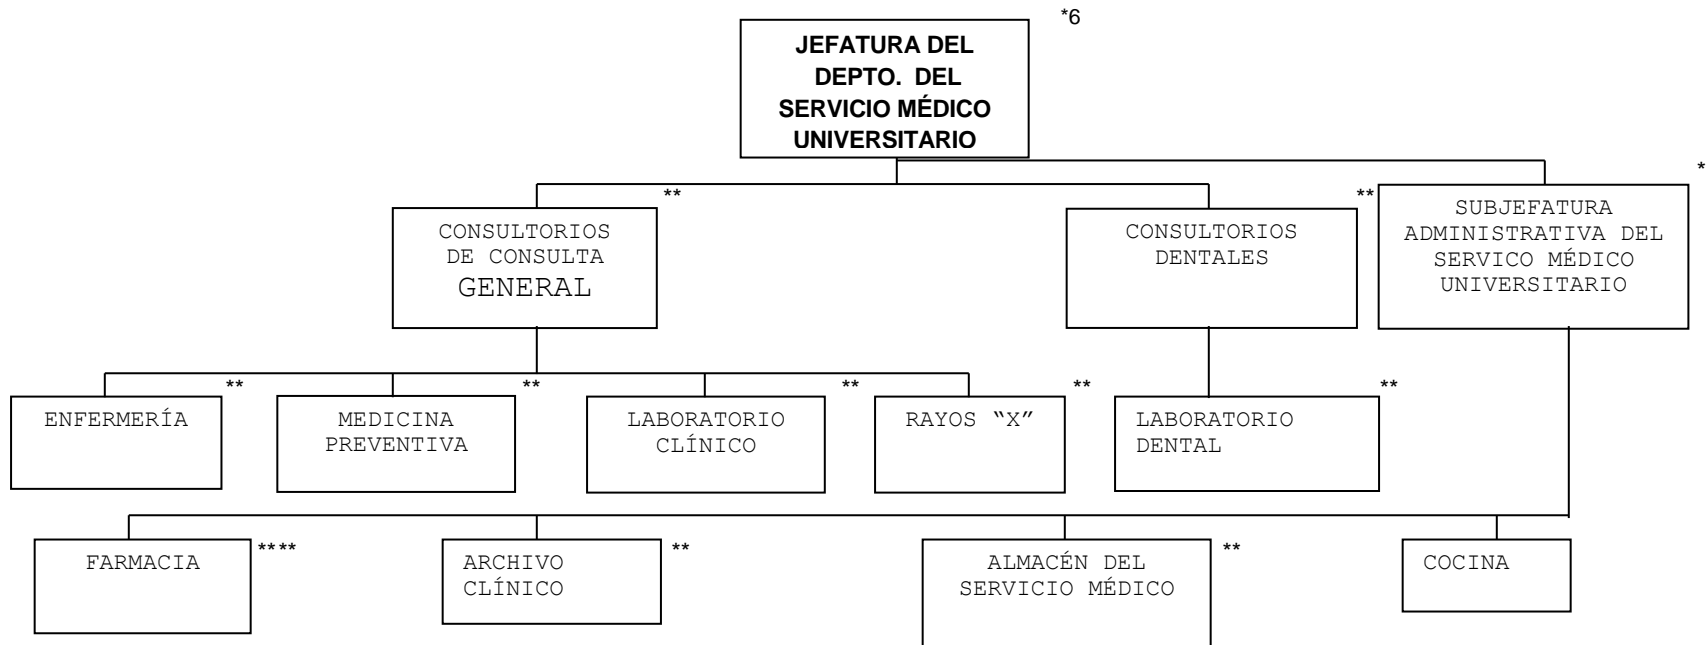 *6
JEFATURA DEL
DEPTO. DEL
SERVICIO MÉDICO
UNIVERSITARIO
**
CONSULTORIOS
DE CONSULTA
GENERAL
**
CONSULTORIOS
DENTALES
*
SUBJEFATURA
ADMINISTRATIVA DEL
SERVICO MÉDICO
UNIVERSITARIO
**
ENFERMERÍA
**
MEDICINA
PREVENTIVA
**
LABORATORIO
CLÍNICO
**
RAYOS “X”
**
LABORATORIO
DENTAL
****
FARMACIA
**
ARCHIVO
CLÍNICO
**
ALMACÉN DEL
SERVICIO MÉDICO
COCINA